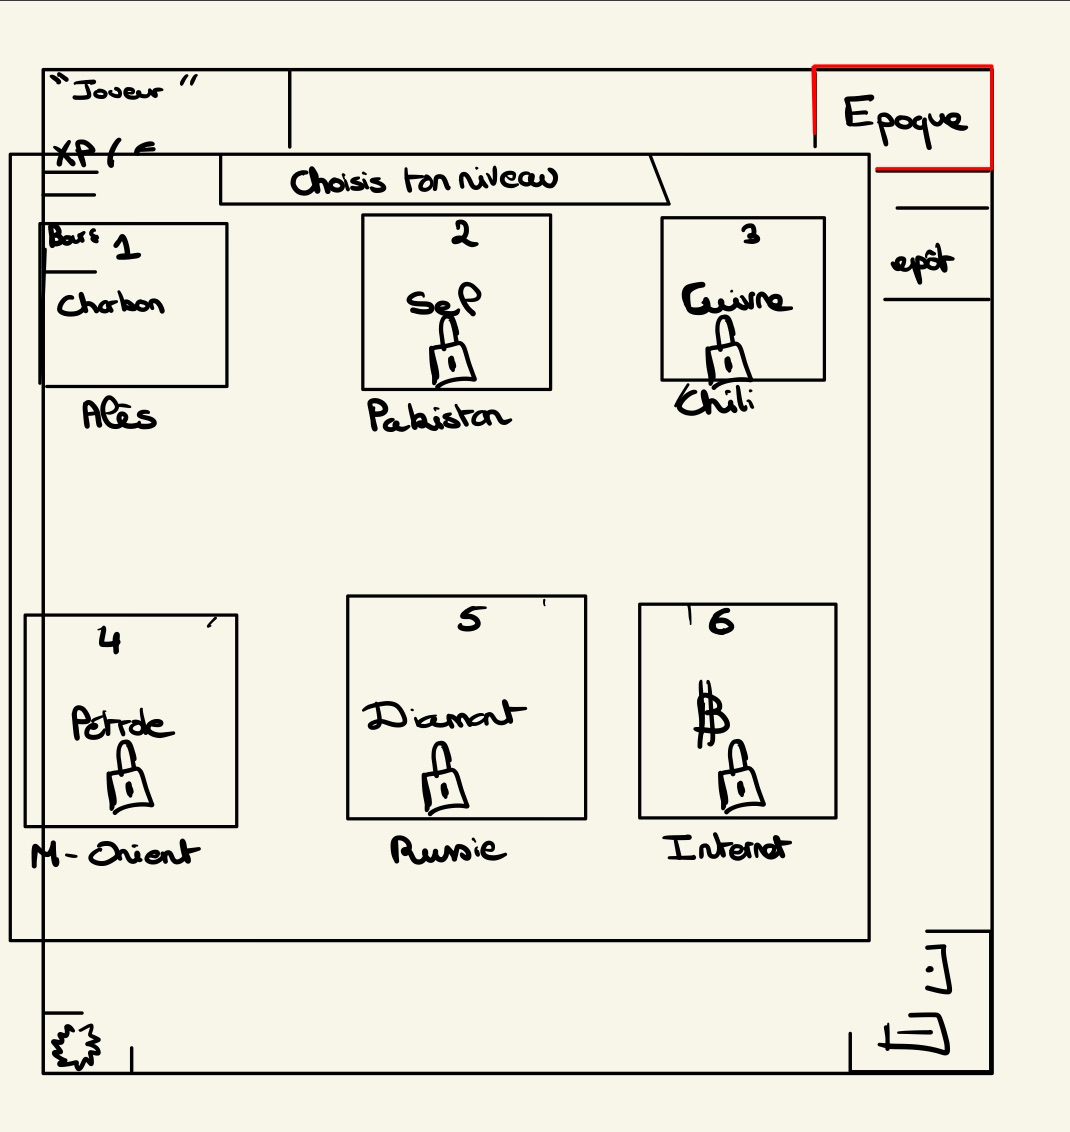 "Joueur"
Epoque
XP /
Choisis ton niveau
1
2
3
Charbon
Sel
Cuivre
epôt
Alès
Pakistan
Chili
4
5
6
Pétrole
Diamant
₿
M-Orient
Russie
Internet